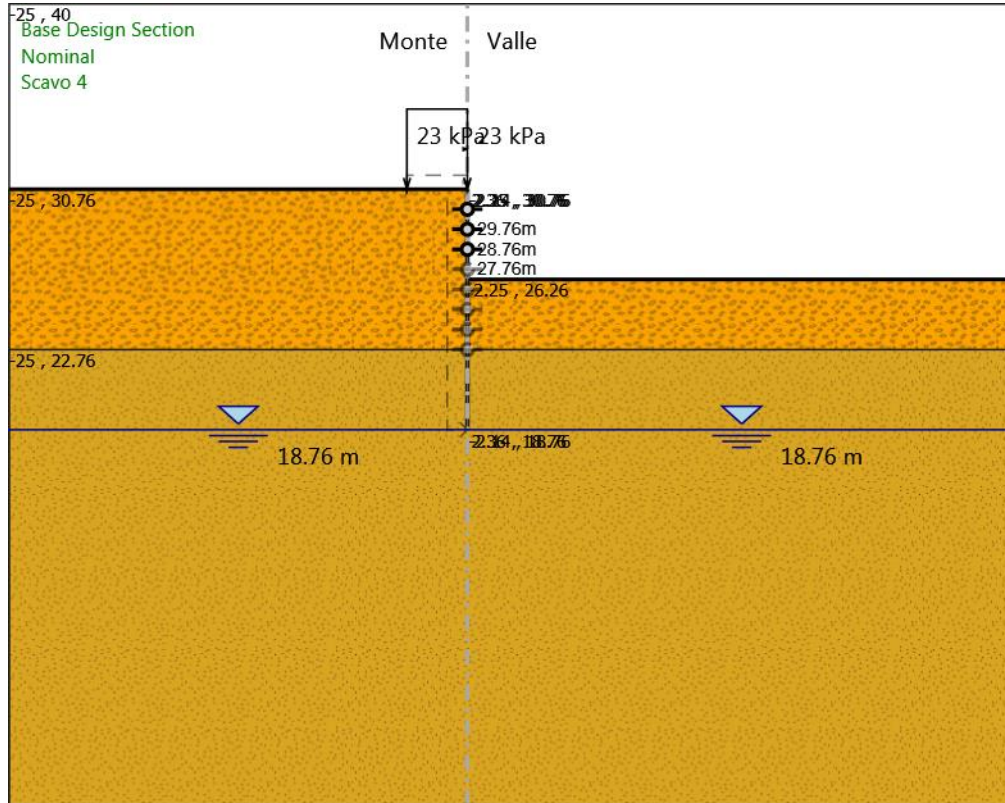 -25 , 40
Base Design Section
Nominal
Scavo 4
Monte
Valle
23 kPa
23 kPa
-25 , 30.76
29.76m
28.76m
27.76m
2.25 , 26.26
-25 , 22.76
18.76 m
18.76 m